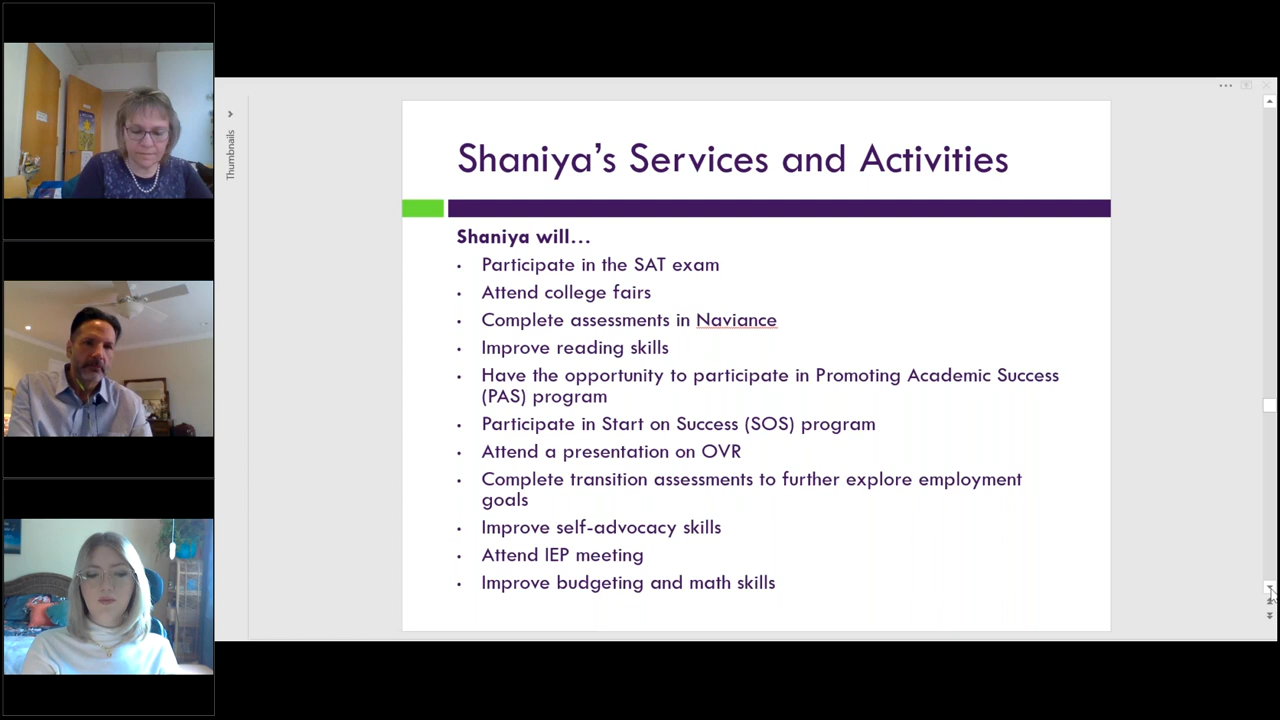 Thumbnails
Shaniya's Services and Activities
Shaniya will...
• Participate in the SAT exam
• Attend college fairs
• Complete assessments in Naviance
• Improve reading skills
• Have the opportunity to participate in Promoting Academic Success
(PAS) program
• Participate in Start on Success (SOS) program
• Attend a presentation on OVR
• Complete transition assessments to further explore employment
goals
• Improve self-advocacy skills
• Attend IEP meeting
• Improve budgeting and math skills